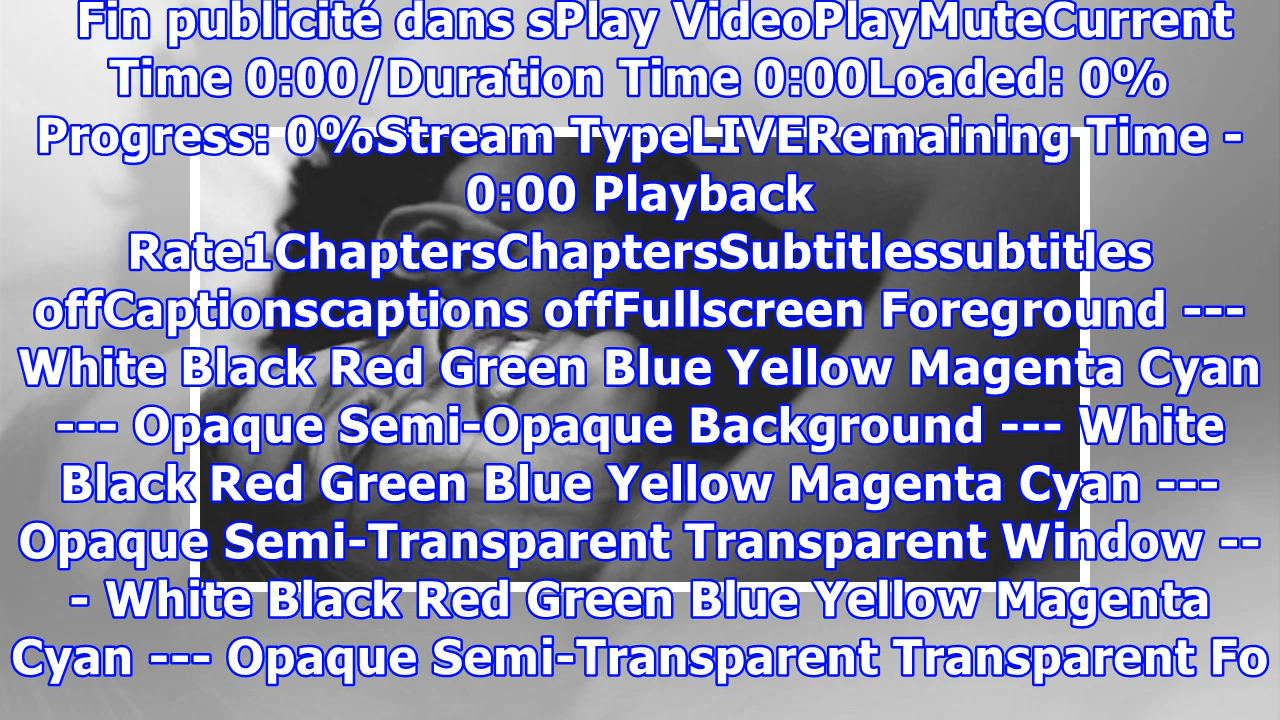 Fin publicité dans sPlay VideoPlayMuteCurrent
Time 0:00/Duration Time 0:00Loaded: 0%
Progress: 0%Stream TypeLIVERemaining Time -
0:00 Playback
Rate1ChaptersChaptersSubtitlessubtitles
offCaptionscaptions offFullscreen Foreground ---
White Black Red Green Blue Yellow Magenta Cyan
--- Opaque Semi-Opaque Background --- White
Black Red Green Blue Yellow Magenta Cyan ---
Opaque Semi-Transparent Transparent Window --
- White Black Red Green Blue Yellow Magenta
Cyan --- Opaque Semi-Transparent Transparent Fo